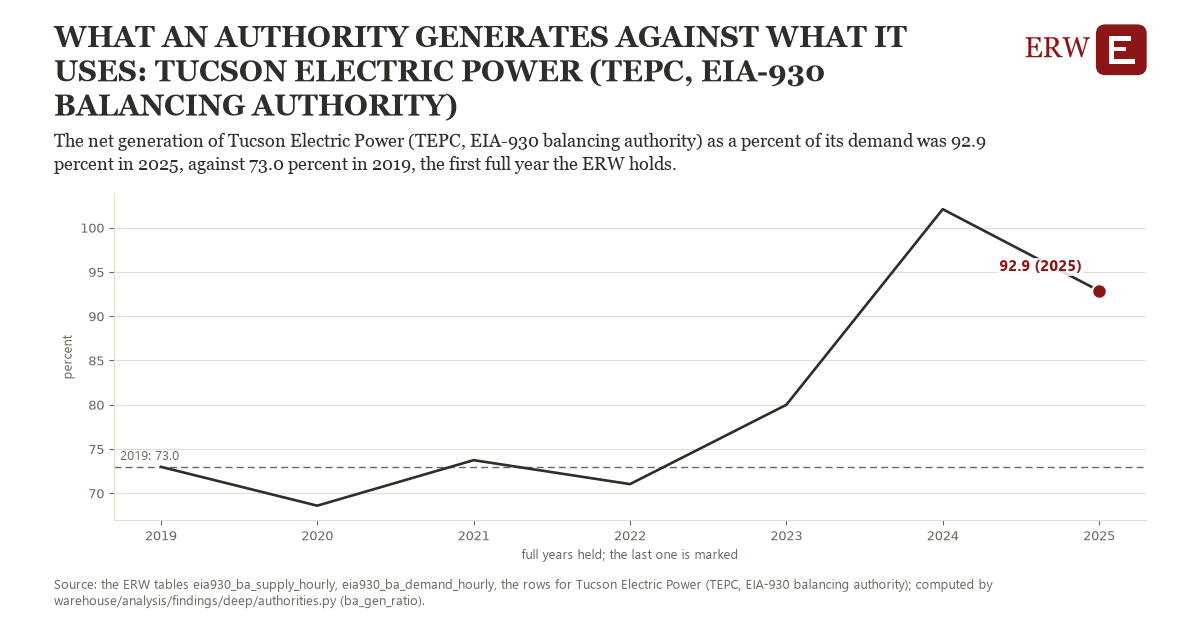 WHAT AN AUTHORITY GENERATES AGAINST WHAT IT
USES: TUCSON ELECTRIC POWER (TEPC, EIA-930
BALANCING AUTHORITY)
ERW E
The net generation of Tucson Electric Power (TEPC, EIA-930 balancing authority) as a percent of its demand was 92.9
percent in 2025, against 73.0 percent in 2019, the first full year the ERW holds.
100
95
90
85
80
75
70
percent
2019: 73.0
92.9 (2025)
2019 2020 2021 2022 2023 2024 2025
full years held; the last one is marked
Source: the ERW tables eia930_ba_supply_hourly, eia930_ba_demand_hourly, the rows for Tucson Electric Power (TEPC, EIA-930 balancing authority); computed by
warehouse/analysis/findings/deep/authorities.py (ba_gen_ratio).